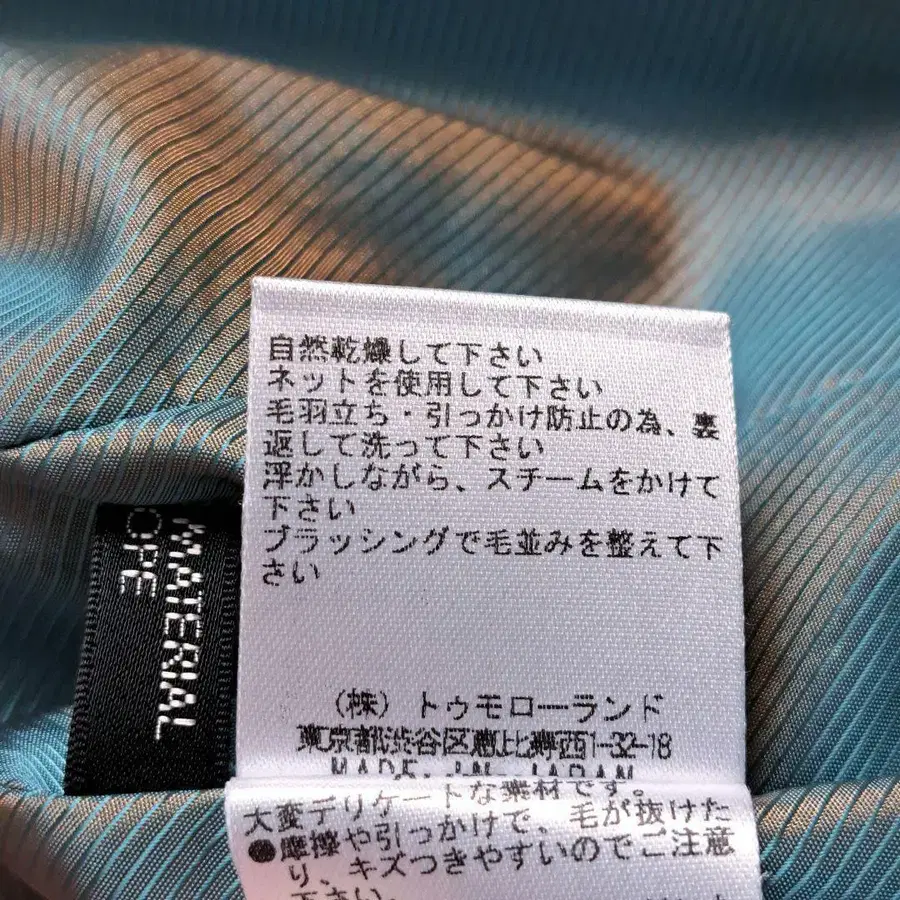 自然乾燥して下さい
ネットを使用して下さい
毛羽立ち・引っかけ防止の為、裏
返して洗って下さい
浮かしながら、スチームをかけて
下さい
ブラッシングで毛並みを整えて下
さい
(株) トゥモローランド
東京都渋谷区恵比寿西1-32-18
MADE IN JAPAN
大変デリケートな素材です。
●摩擦や引っかけで、毛が抜けた
り、キズつきやすいのでご注意
下さい。
MATERIAL
OPE